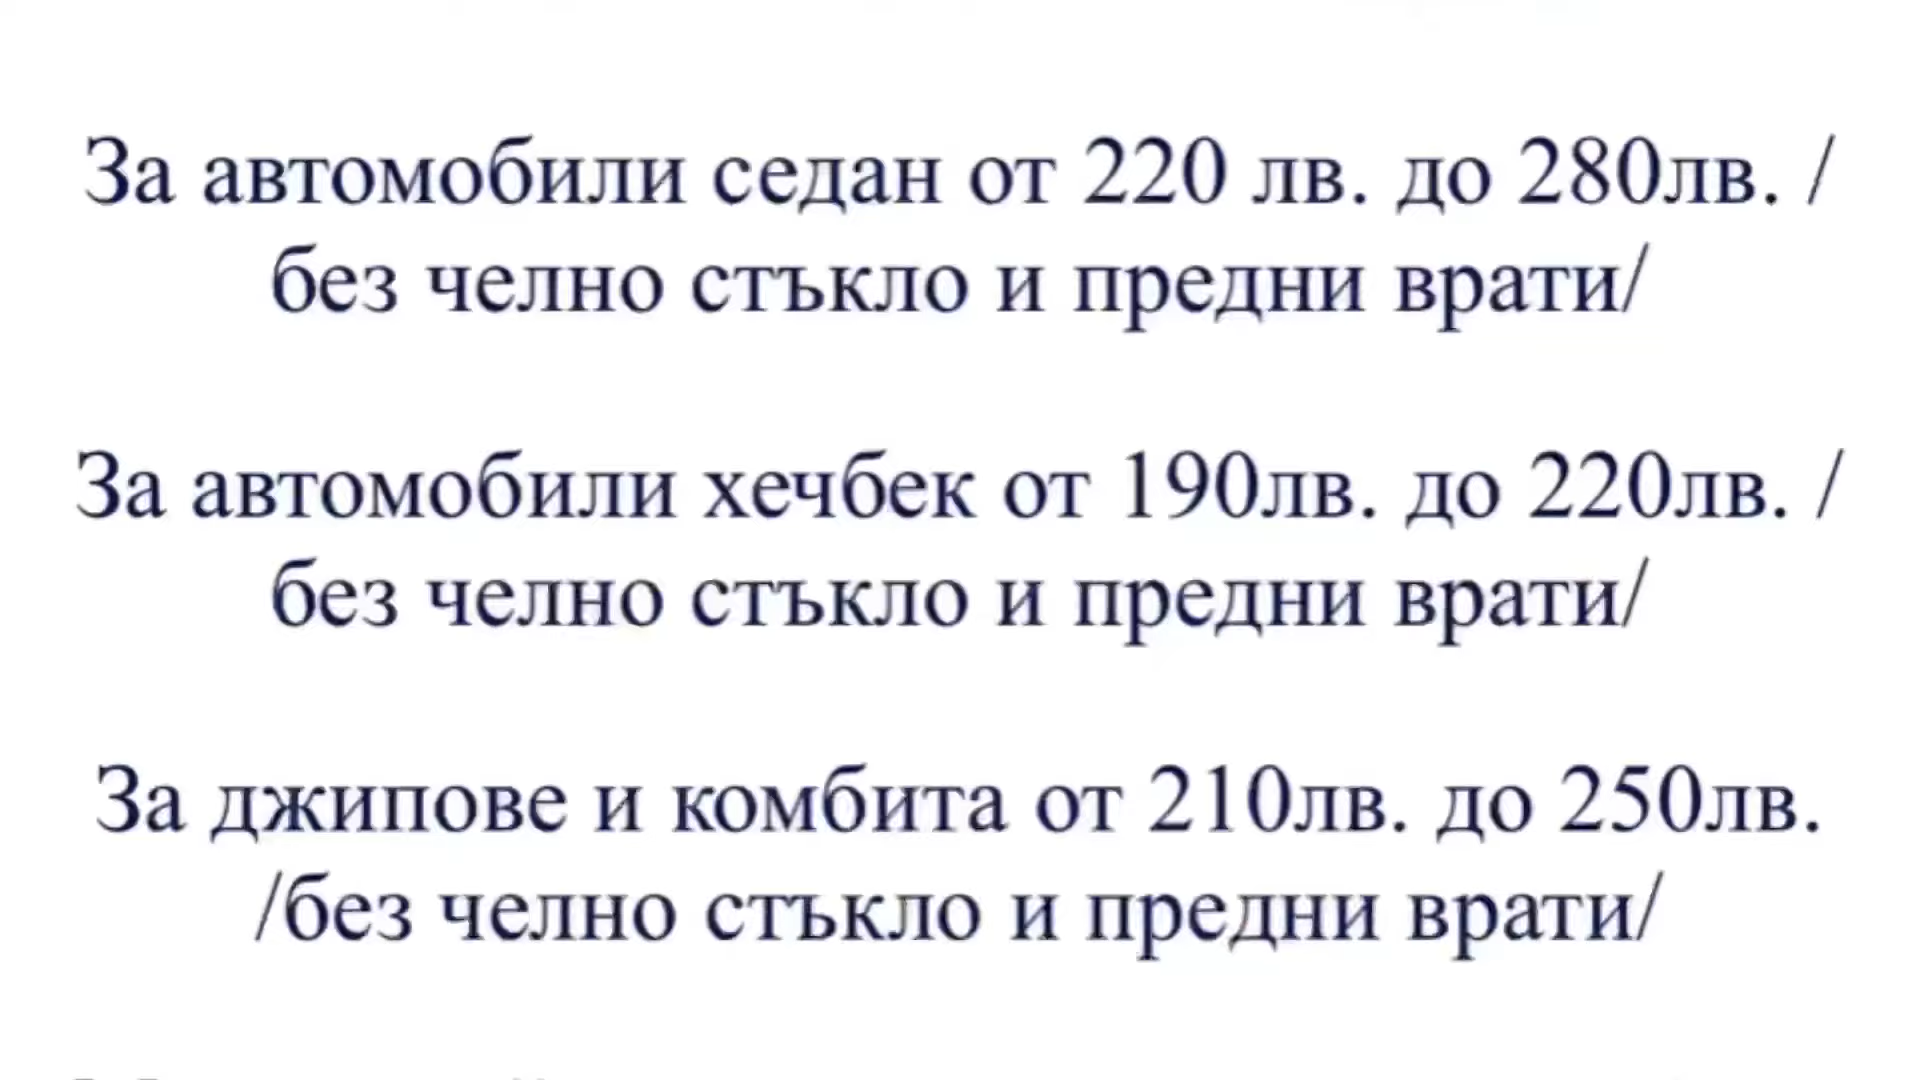 За автомобили седан от 220 лв. до 280лв. /
без челно стъкло и предни врати/
За автомобили хечбек от 190лв. до 220лв. /
без челно стъкло и предни врати/
За джипове и комбита от 210лв. до 250лв.
/без челно стъкло и предни врати/